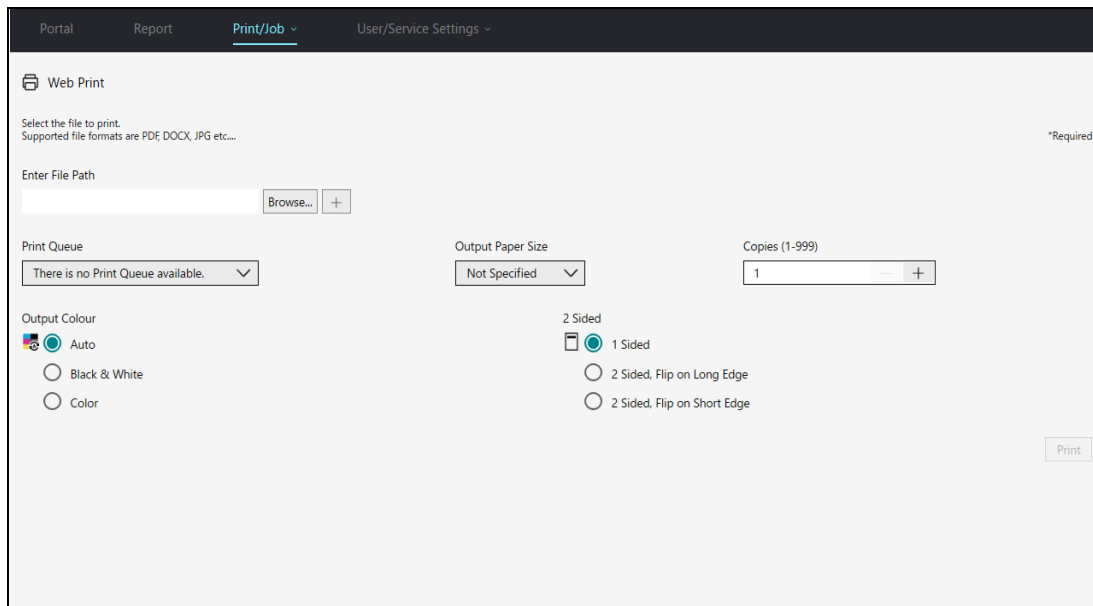 Portal Report Print/Job User/Service Settings
Web Print
Select the file to print.
Supported file formats are PDF, DOCX, JPG etc....
*Required
Enter File Path
Browse... +
Print Queue Output Paper Size Copies (1-999)
There is no Print Queue available. Not Specified 1 — +
Output Colour 2 Sided
Auto 1 Sided
Black & White 2 Sided, Flip on Long Edge
Color 2 Sided, Flip on Short Edge
Print